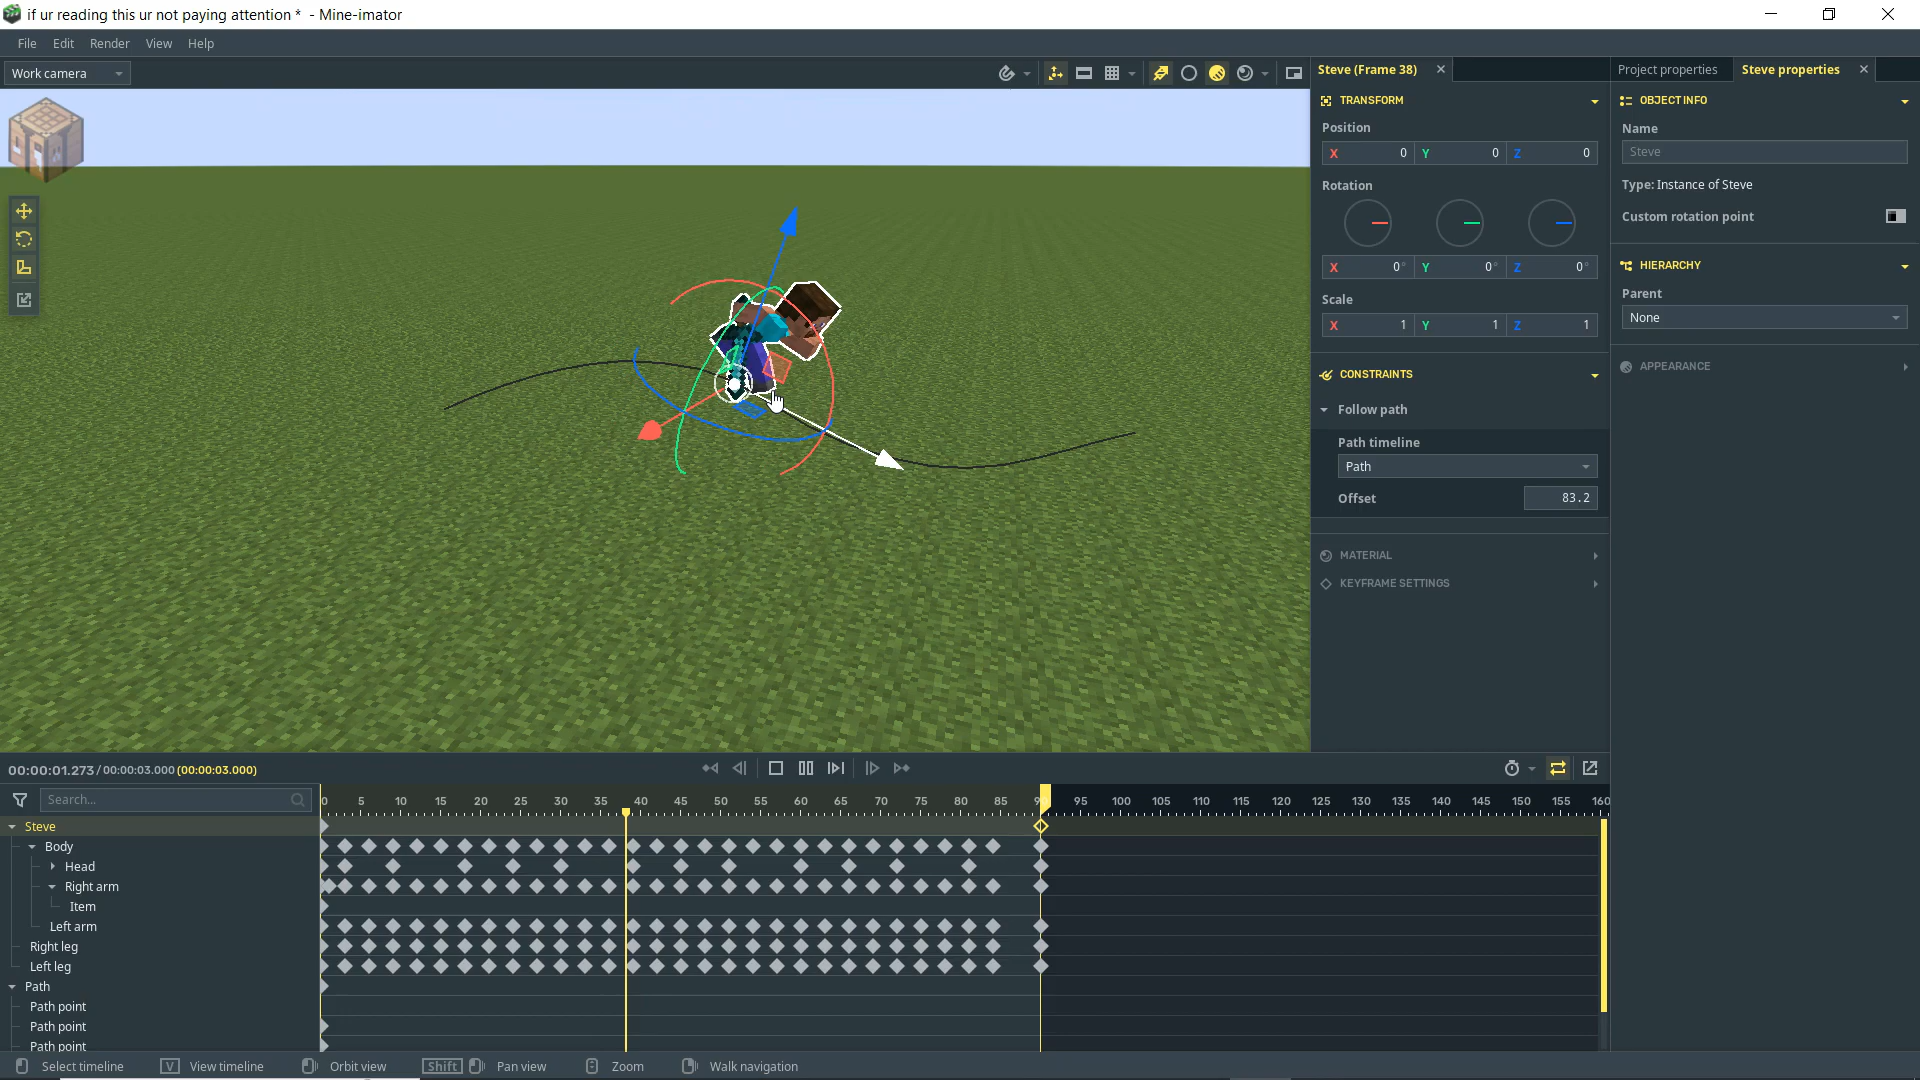 if ur reading this ur not paying attention * - Mine-imator
File Edit Render View Help
Work camera
Steve (Frame 38)
TRANSFORM
Position
X 0 Y 0 Z 0
Rotation
X 0° Y 0° Z 0°
Scale
X 1 Y 1 Z 1
CONSTRAINTS
Follow path
Path timeline
Path
Offset 83.2
MATERIAL
KEYFRAME SETTINGS
Project properties Steve properties
OBJECT INFO
Name
Steve
Type: Instance of Steve
Custom rotation point
HIERARCHY
Parent
None
APPEARANCE
00:00:01.273 / 00:00:03.000 (00:00:03.000)
Search...
0 5 10 15 20 25 30 35 40 45 50 55 60 65 70 75 80 85 90 95 100 105 110 115 120 125 130 135 140 145 150 155 160
Steve
Body
Head
Right arm
Item
Left arm
Right leg
Left leg
Path
Path point
Path point
Path point
Select timeline V View timeline Orbit view Shift Pan view Zoom Walk navigation